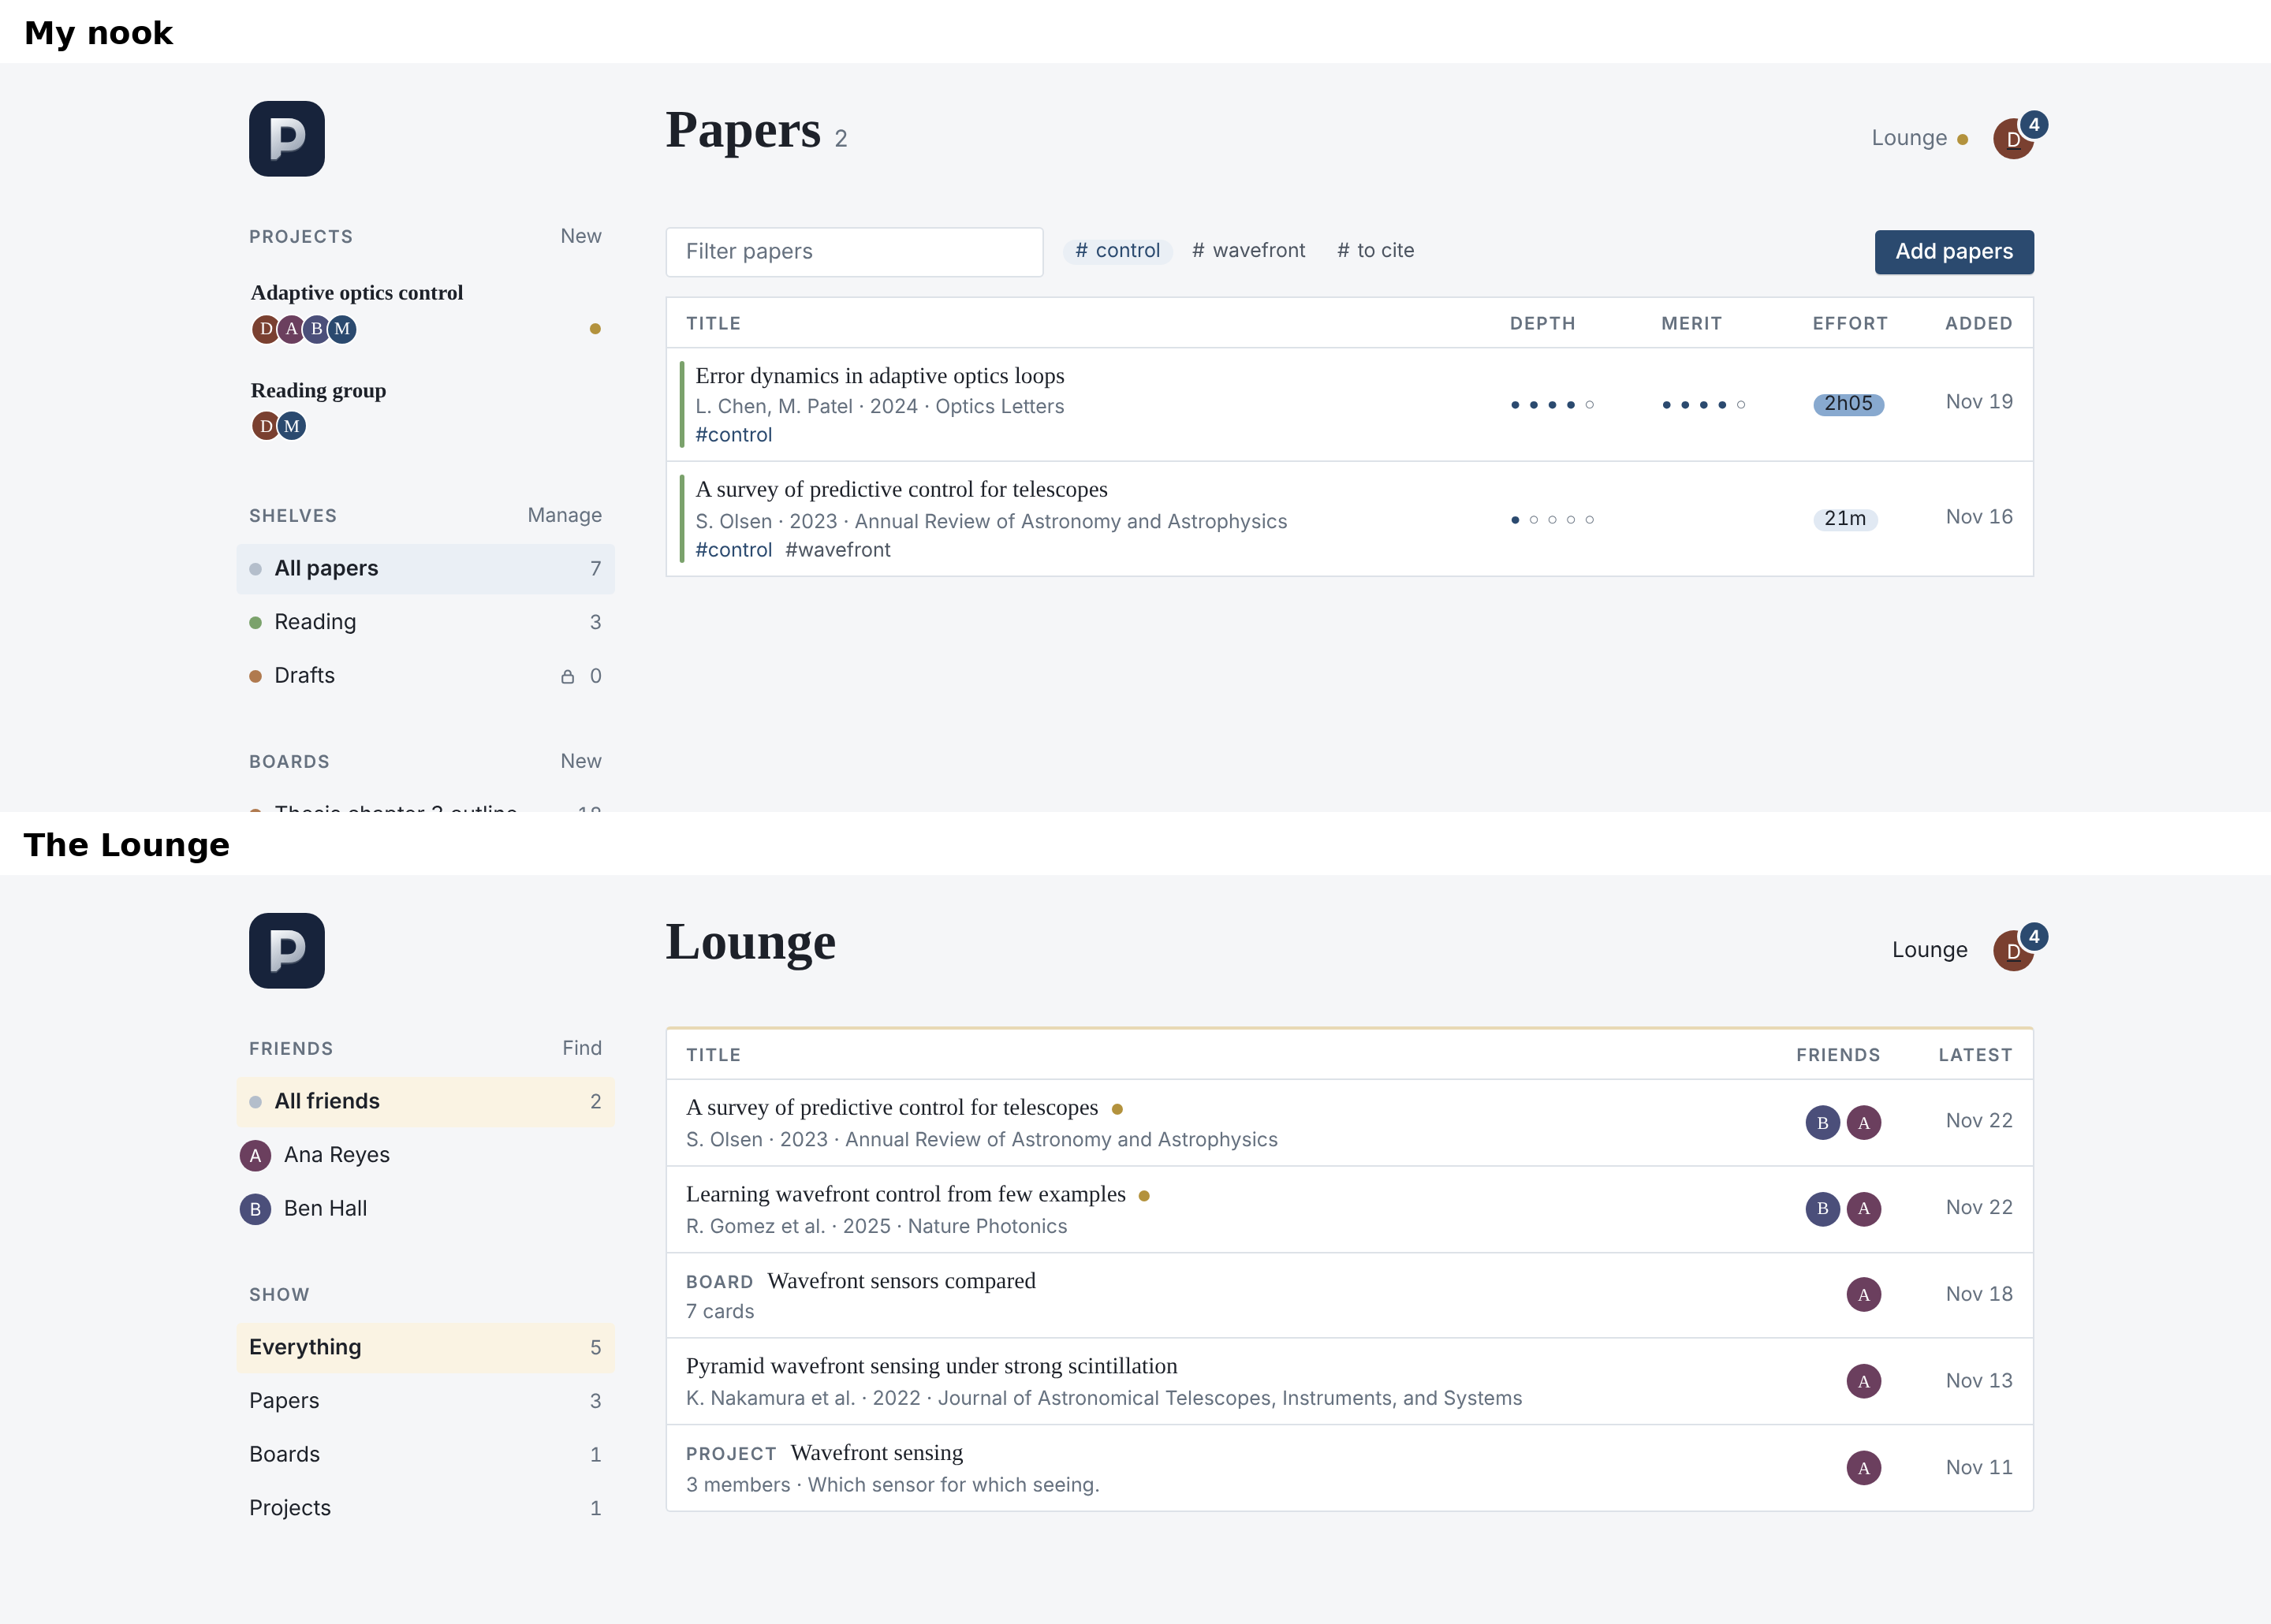 My nook
P
Papers 2
Lounge
D
4
PROJECTS
New
Adaptive optics control
D A B M
Reading group
D M
SHELVES
Manage
All papers
7
Reading
3
Drafts
0
BOARDS
New
Filter papers
# control
# wavefront
# to cite
Add papers
TITLE
DEPTH
MERIT
EFFORT
ADDED
Error dynamics in adaptive optics loops
L. Chen, M. Patel · 2024 · Optics Letters
#control
2h05
Nov 19
A survey of predictive control for telescopes
S. Olsen · 2023 · Annual Review of Astronomy and Astrophysics
#control #wavefront
21m
Nov 16
The Lounge
P
Lounge
Lounge
D
4
FRIENDS
Find
All friends
2
A
Ana Reyes
B
Ben Hall
SHOW
Everything
5
Papers
3
Boards
1
Projects
1
TITLE
FRIENDS
LATEST
A survey of predictive control for telescopes
S. Olsen · 2023 · Annual Review of Astronomy and Astrophysics
B A
Nov 22
Learning wavefront control from few examples
R. Gomez et al. · 2025 · Nature Photonics
B A
Nov 22
BOARD Wavefront sensors compared
7 cards
A
Nov 18
Pyramid wavefront sensing under strong scintillation
K. Nakamura et al. · 2022 · Journal of Astronomical Telescopes, Instruments, and Systems
A
Nov 13
PROJECT Wavefront sensing
3 members · Which sensor for which seeing.
A
Nov 11